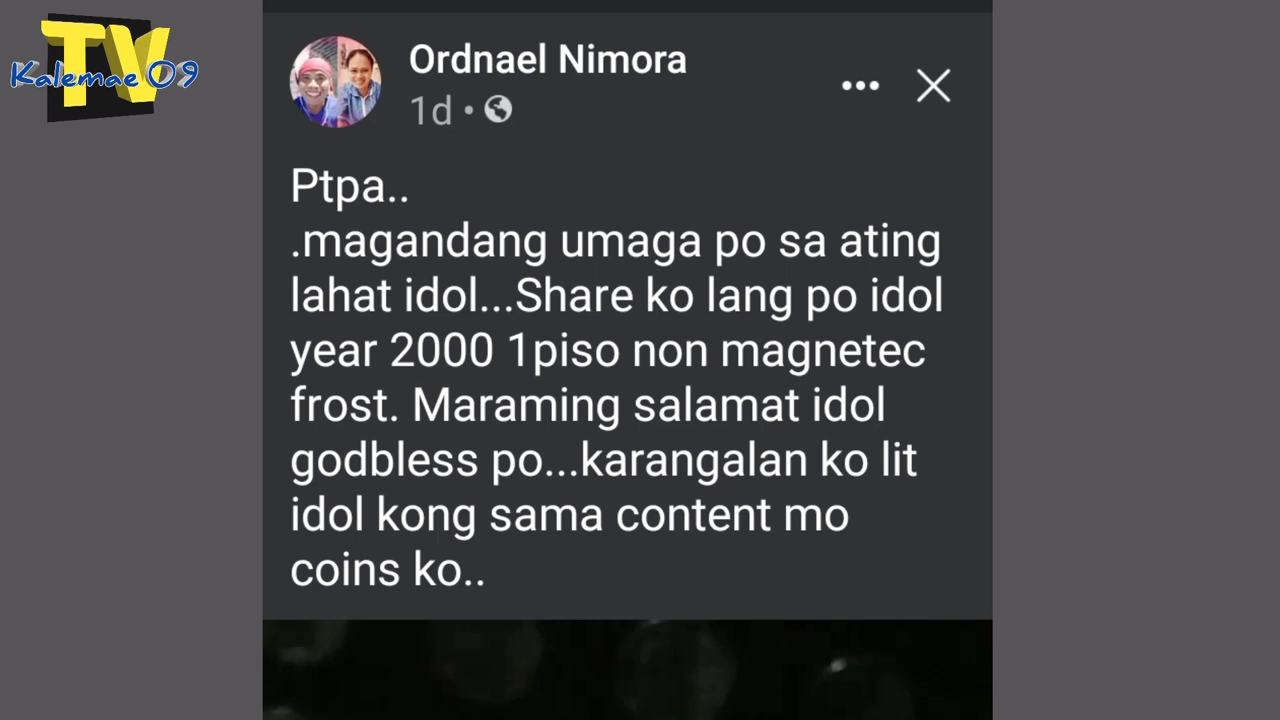 TV
Kalemae 09
Ordnael Nimora
1d •
Ptpa..
.magandang umaga po sa ating
lahat idol...Share ko lang po idol
year 2000 1piso non magnetec
frost. Maraming salamat idol
godbless po...karangalan ko lit
idol kong sama content mo
coins ko..